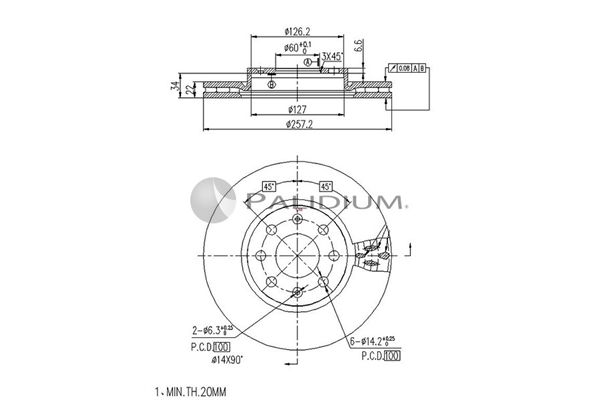 ø126.2
ø60+0.1 0
3X45°
6.6
A
B
0.08 A B
34
22
ø127
ø257.2
45°
45°
PALIDIUM
2-ø6.3+0.25 0
P.C.D.100
ø14X90°
6-ø14.2+0.25 0
P.C.D.100
1、MIN.TH.20MM